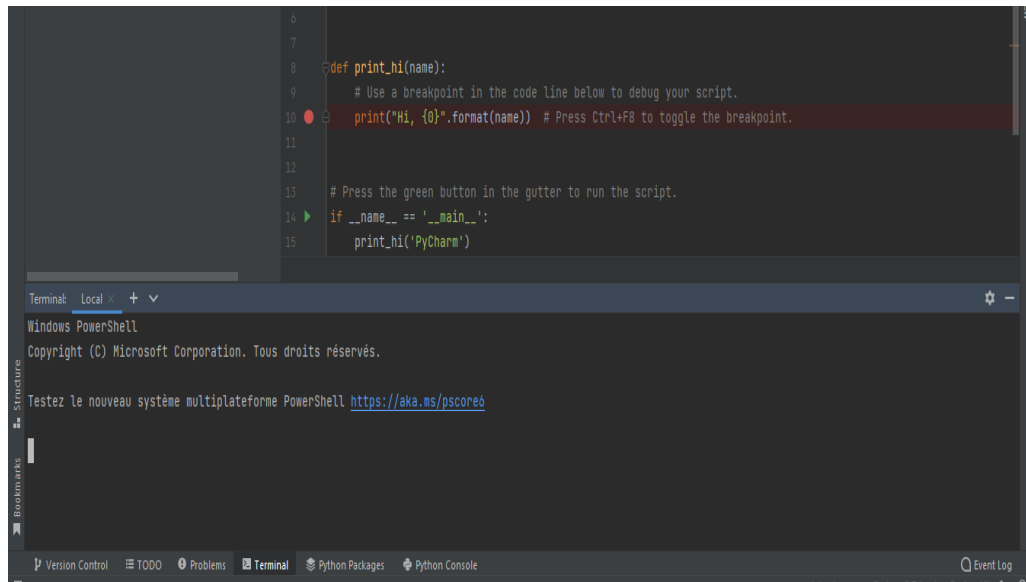 6
7
8 def print_hi(name):
9 # Use a breakpoint in the code line below to debug your script.
10 print("Hi, {0}".format(name))  # Press Ctrl+F8 to toggle the breakpoint.
11
12
13 # Press the green button in the gutter to run the script.
14 if __name__ == '__main__':
15 print_hi('PyCharm')
Terminal: Local × + 
Windows PowerShell
Copyright (C) Microsoft Corporation. Tous droits réservés.
Testez le nouveau système multiplateforme PowerShell https://aka.ms/pscore6
Structure
Bookmarks
Version Control TODO Problems Terminal Python Packages Python Console Event Log